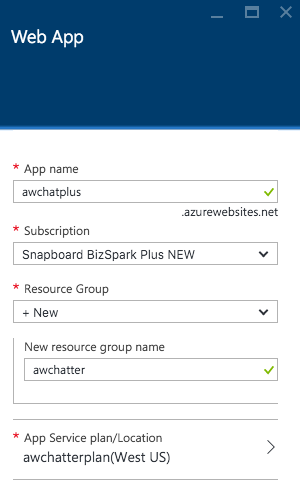 Web App
* App name
awchatplus
.azurewebsites.net
* Subscription
Snapboard BizSpark Plus NEW
* Resource Group
+ New
New resource group name
awchatter
* App Service plan/Location
awchatterplan(West US)